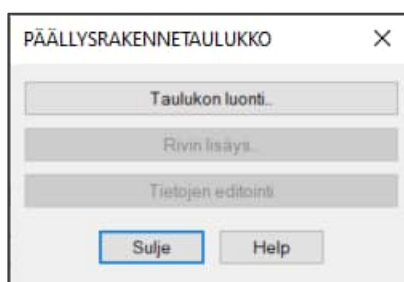 PÄÄLLYSRAKENNETAULUKKO
Taulukon luonti..
Rivin lisäys..
Tietojen editointi
Sulje
Help